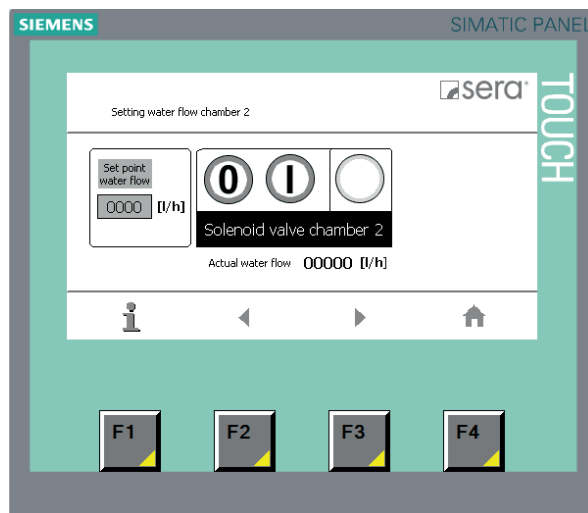 SIEMENS
SIMATIC PANEL
sera
TOUCH
Setting water flow chamber 2
Set point
water flow
0000 [l/h]
0 I
Solenoid valve chamber 2
Actual water flow 00000 [l/h]
i
F1 F2 F3 F4